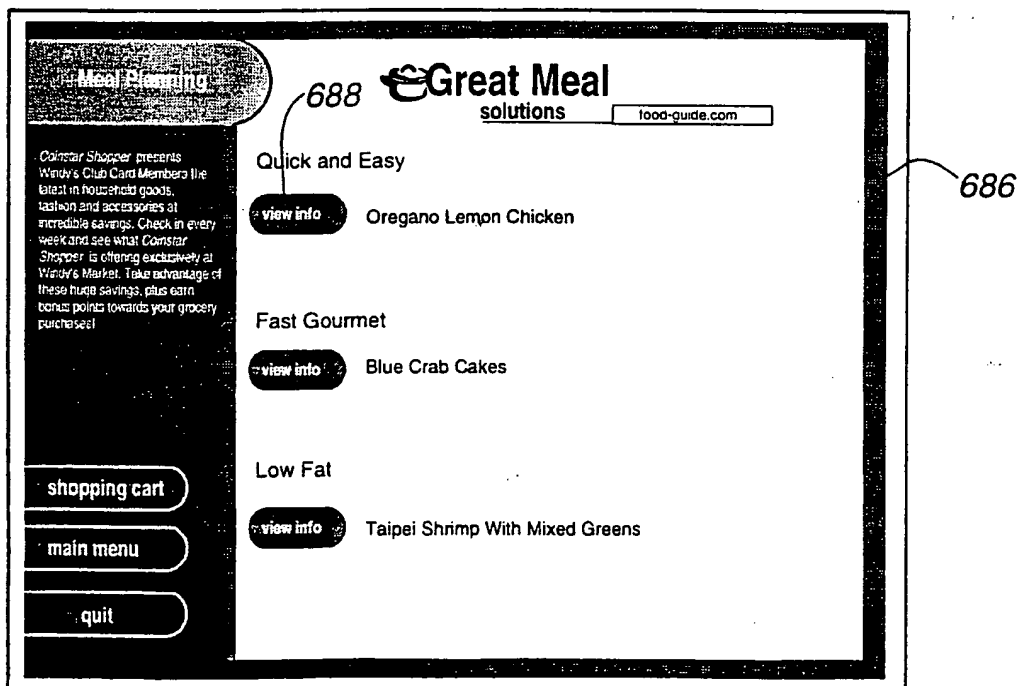 Meal Planning
688
Great Meal
solutions
food-guide.com
686
Coinstar Shopper presents
Windy's Club Card Members the
latest in household goods,
fashion and accessories at
incredible savings. Check in every
week and see what Coinstar
Shopper is offering exclusively at
Windy's Market. Take advantage of
these huge savings, plus earn
bonus points towards your grocery
purchases!
Quick and Easy
view info
Oregano Lemon Chicken
Fast Gourmet
view info
Blue Crab Cakes
Low Fat
view info
Taipei Shrimp With Mixed Greens
shopping cart
main menu
quit